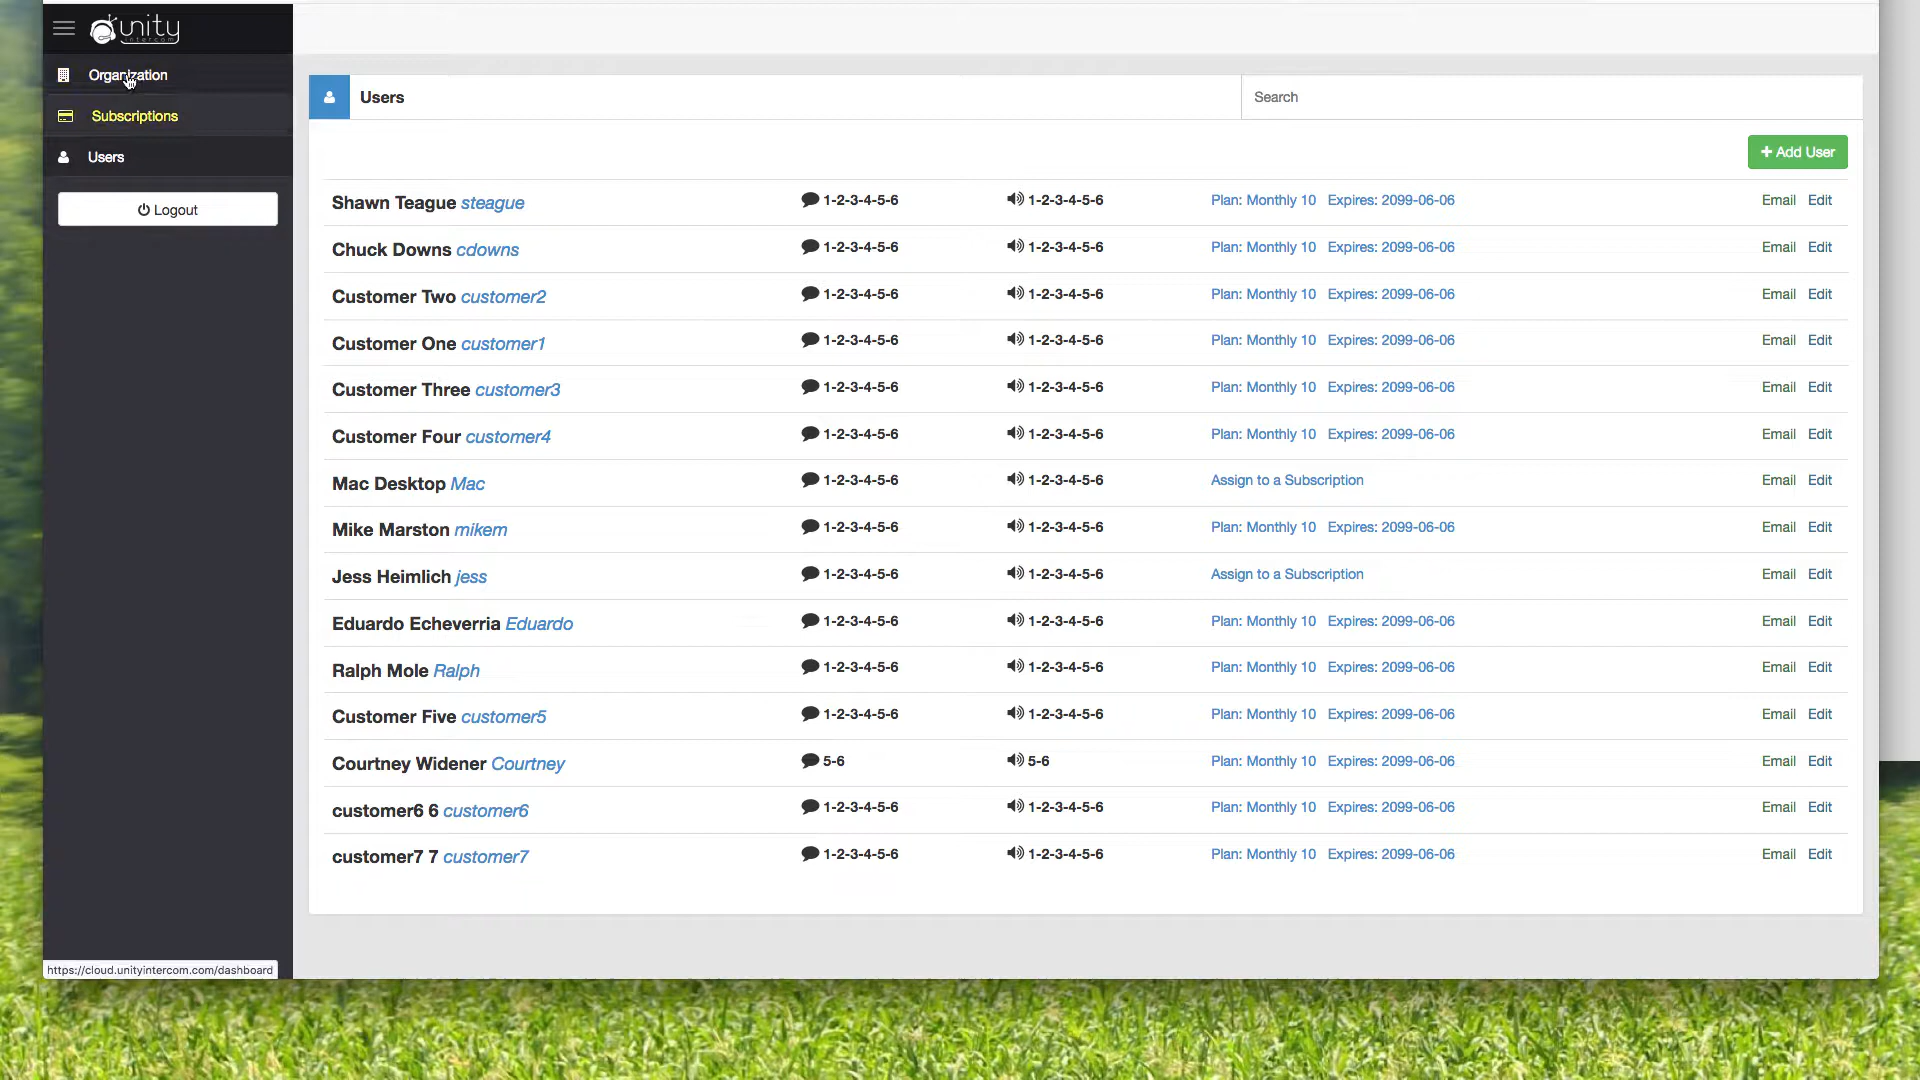 unity
intercom
Organization
Subscriptions
Users
Logout
Users
Search
+ Add User
Shawn Teague steague 1-2-3-4-5-6 1-2-3-4-5-6 Plan: Monthly 10 Expires: 2099-06-06 Email Edit
Chuck Downs cdowns 1-2-3-4-5-6 1-2-3-4-5-6 Plan: Monthly 10 Expires: 2099-06-06 Email Edit
Customer Two customer2 1-2-3-4-5-6 1-2-3-4-5-6 Plan: Monthly 10 Expires: 2099-06-06 Email Edit
Customer One customer1 1-2-3-4-5-6 1-2-3-4-5-6 Plan: Monthly 10 Expires: 2099-06-06 Email Edit
Customer Three customer3 1-2-3-4-5-6 1-2-3-4-5-6 Plan: Monthly 10 Expires: 2099-06-06 Email Edit
Customer Four customer4 1-2-3-4-5-6 1-2-3-4-5-6 Plan: Monthly 10 Expires: 2099-06-06 Email Edit
Mac Desktop Mac 1-2-3-4-5-6 1-2-3-4-5-6 Assign to a Subscription Email Edit
Mike Marston mikem 1-2-3-4-5-6 1-2-3-4-5-6 Plan: Monthly 10 Expires: 2099-06-06 Email Edit
Jess Heimlich jess 1-2-3-4-5-6 1-2-3-4-5-6 Assign to a Subscription Email Edit
Eduardo Echeverria Eduardo 1-2-3-4-5-6 1-2-3-4-5-6 Plan: Monthly 10 Expires: 2099-06-06 Email Edit
Ralph Mole Ralph 1-2-3-4-5-6 1-2-3-4-5-6 Plan: Monthly 10 Expires: 2099-06-06 Email Edit
Customer Five customer5 1-2-3-4-5-6 1-2-3-4-5-6 Plan: Monthly 10 Expires: 2099-06-06 Email Edit
Courtney Widener Courtney 5-6 5-6 Plan: Monthly 10 Expires: 2099-06-06 Email Edit
customer6 6 customer6 1-2-3-4-5-6 1-2-3-4-5-6 Plan: Monthly 10 Expires: 2099-06-06 Email Edit
customer7 7 customer7 1-2-3-4-5-6 1-2-3-4-5-6 Plan: Monthly 10 Expires: 2099-06-06 Email Edit
https://cloud.unityintercom.com/dashboard